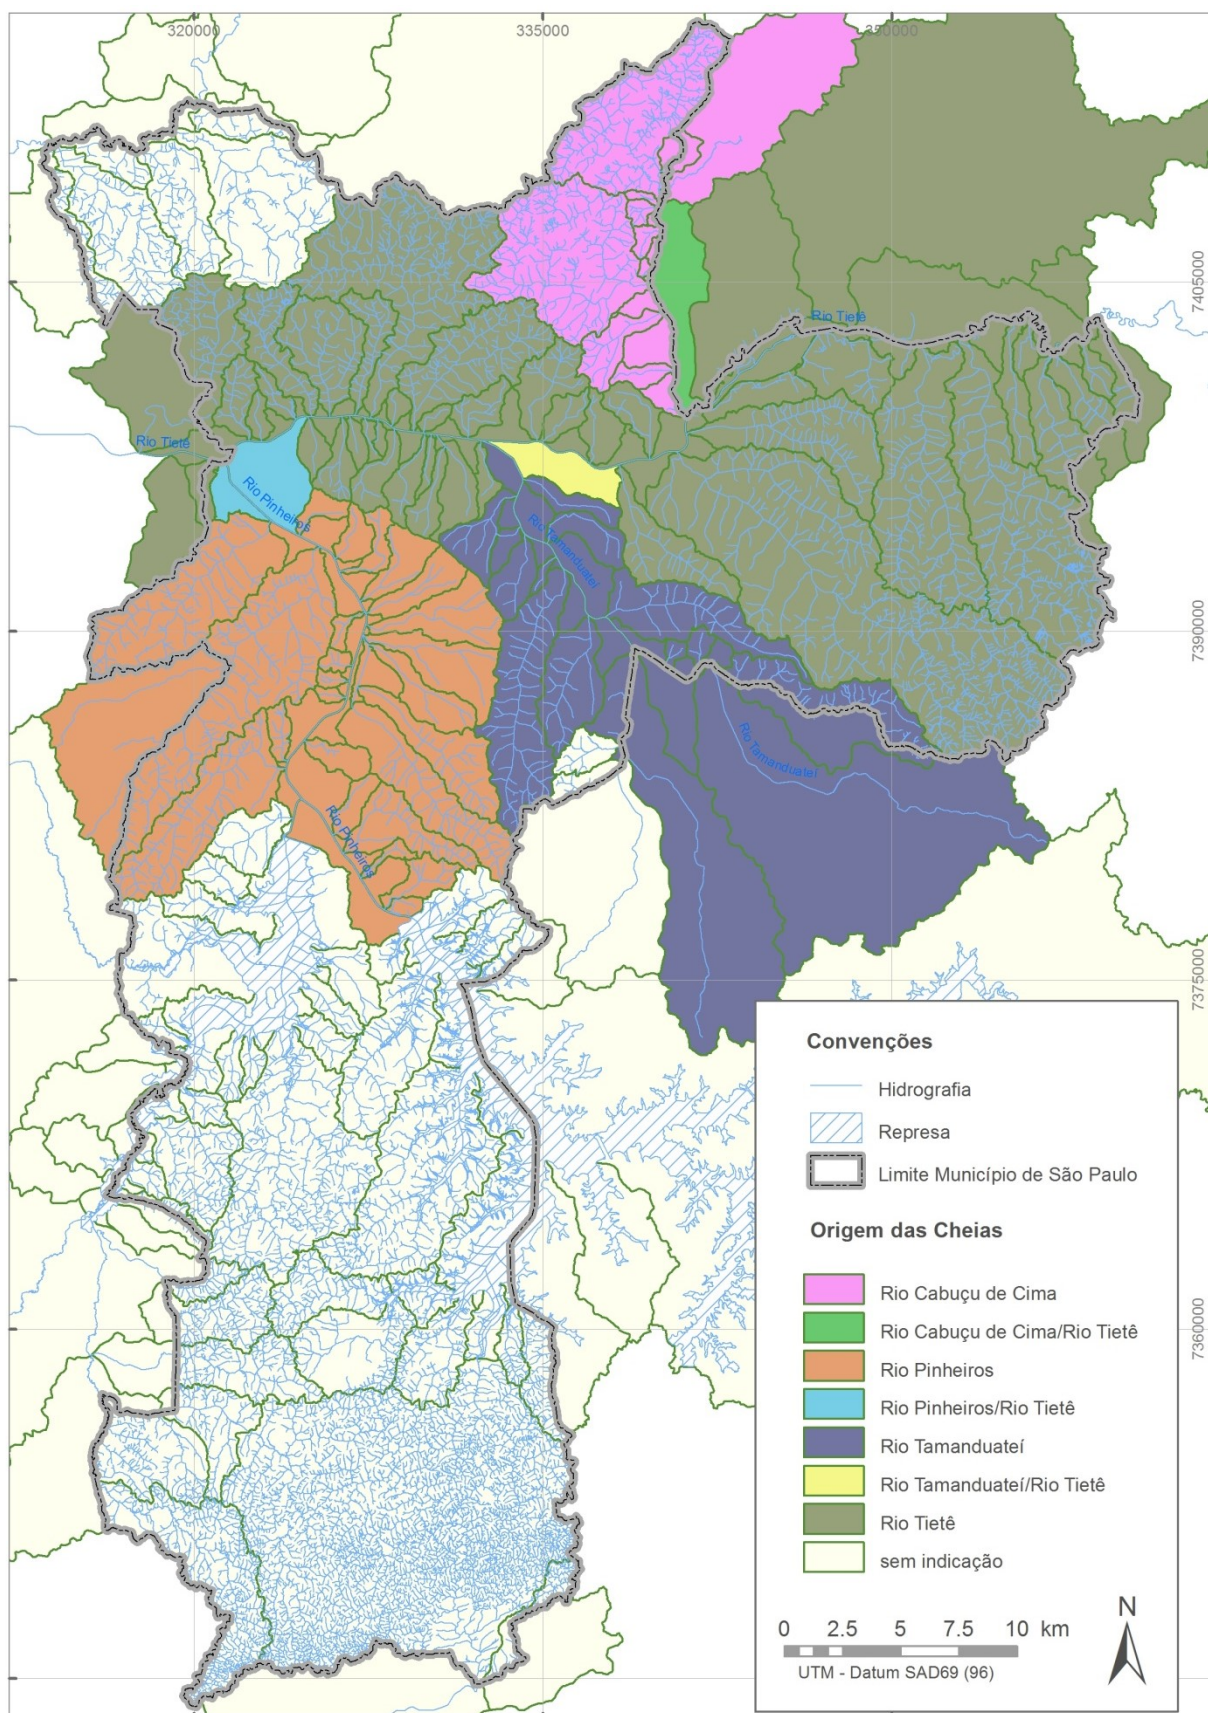 320000
335000
350000
7405000
Rio Tietê
Rio Tietê
Rio Pinheiros
Rio Tamanduateí
7390000
Rio Tamanduateí
Rio Pinheiros
7375000
Convenções
Hidrografia
Represa
Limite Município de São Paulo
Origem das Cheias
Rio Cabuçu de Cima
Rio Cabuçu de Cima/Rio Tietê
7360000
Rio Pinheiros
Rio Pinheiros/Rio Tietê
Rio Tamanduateí
Rio Tamanduateí/Rio Tietê
Rio Tietê
sem indicação
N
0 2.5 5 7.5 10 km
UTM - Datum SAD69 (96)